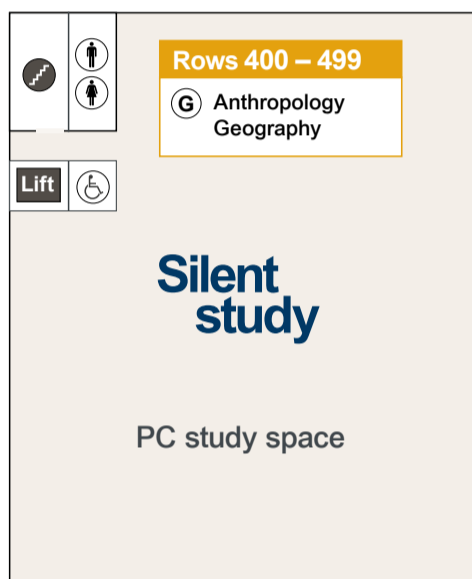 Rows 400 – 499
G Anthropology
Geography
Lift
Silent
study
PC study space